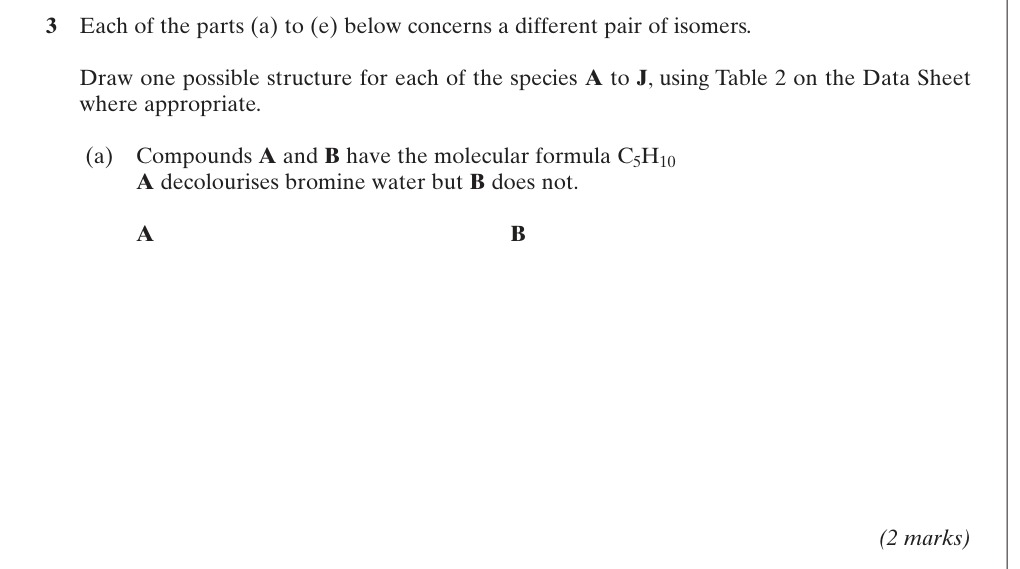 3 Each of the parts (a) to (e) below concerns a different pair of isomers.
Draw one possible structure for each of the species A to J, using Table 2 on the Data Sheet
where appropriate.
(a) Compounds A and B have the molecular formula C₅H₁₀
A decolourises bromine water but B does not.
A B
(2 marks)